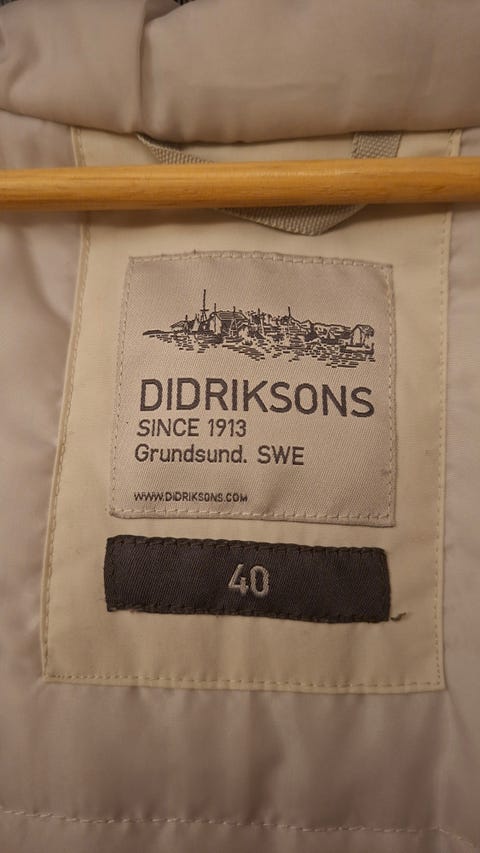 DIDRIKSONS
SINCE 1913
Grundsund. SWE
WWW.DIDRIKSONS.COM
40